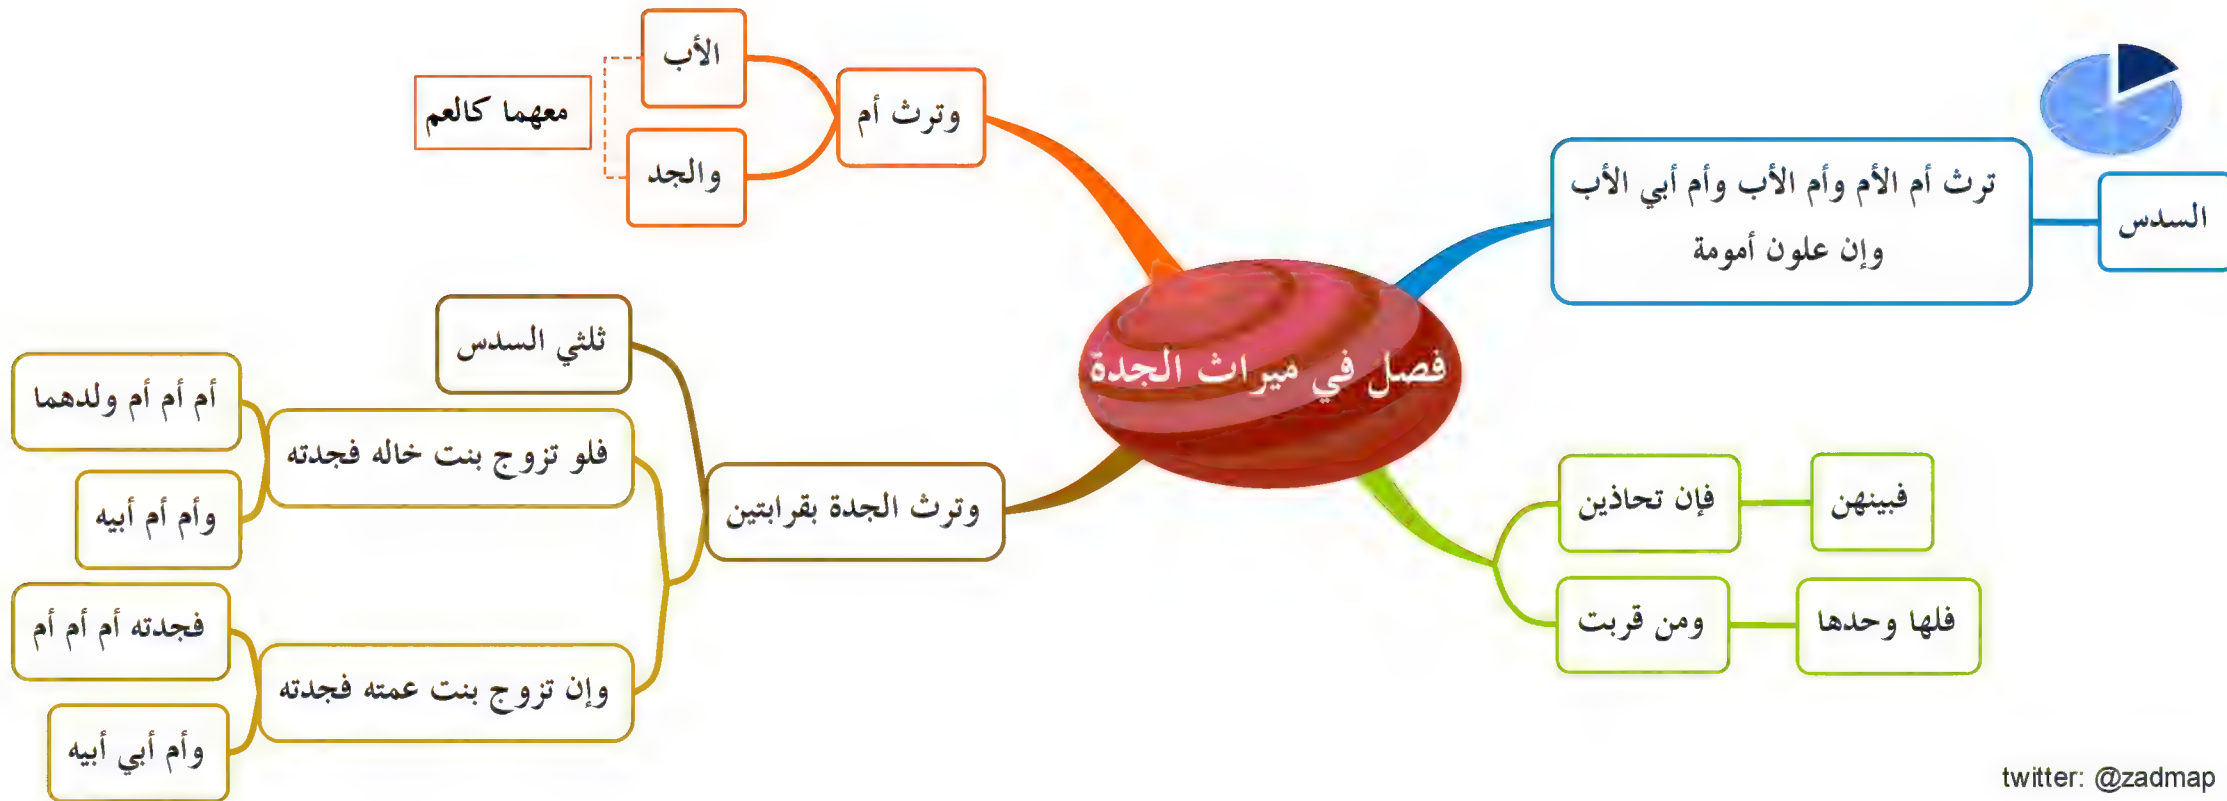 فصل في ميراث الجدة
ترث أم الأم وأم الأب وأم أبي الأب
وإن علون أمومة
السدس
فإن تحاذين
فبينهن
ومن قربت
فلها وحدها
وترث أم
الأب
والجد
معهما كالعم
وترث الجدة بقرابتين
ثلثي السدس
فلو تزوج بنت خاله فجدته
أم أم أم ولدهما
وأم أم أبيه
وإن تزوج بنت عمته فجدته
فجدته أم أم أم
وأم أبي أبيه
twitter: @zadmap